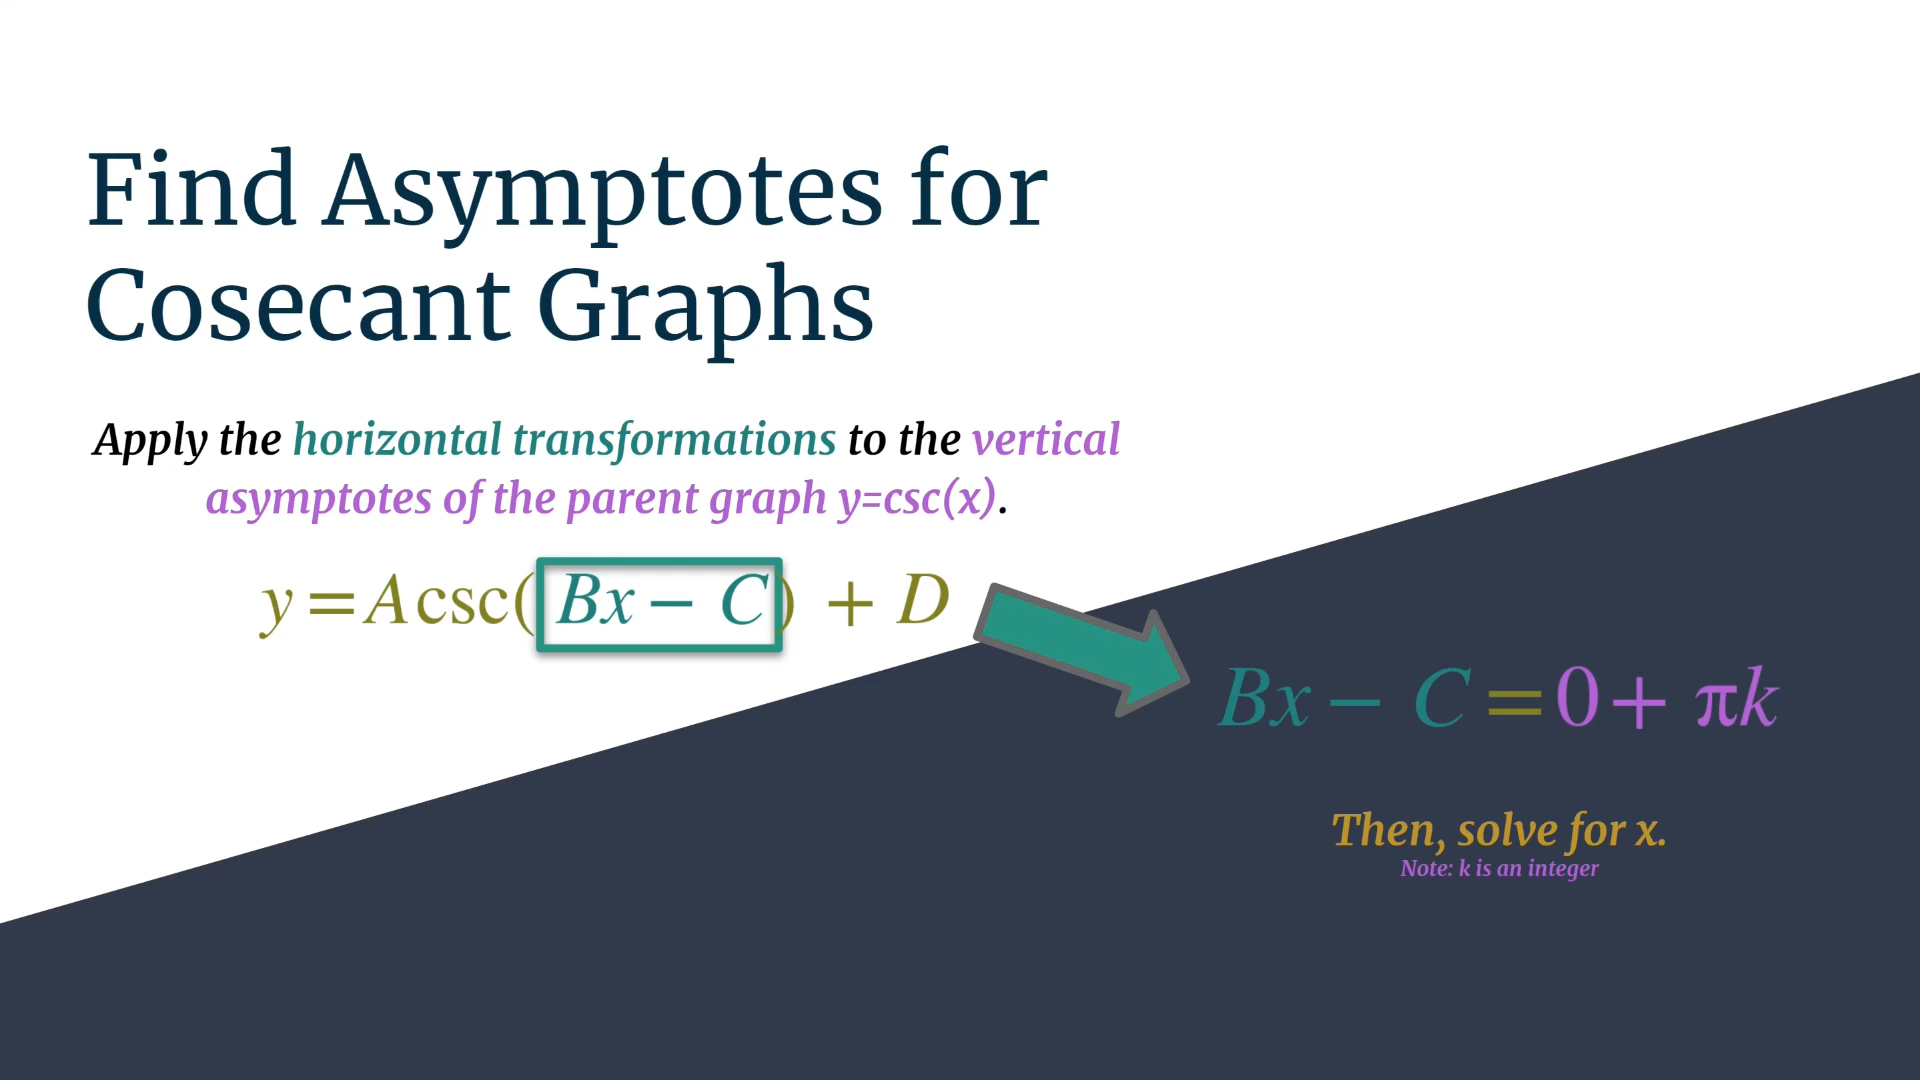 Find Asymptotes for
Cosecant Graphs
Apply the horizontal transformations to the vertical
asymptotes of the parent graph y=csc(x).
y = A csc( Bx − C ) + D
Bx − C = 0 + πk
Then, solve for x.
Note: k is an integer